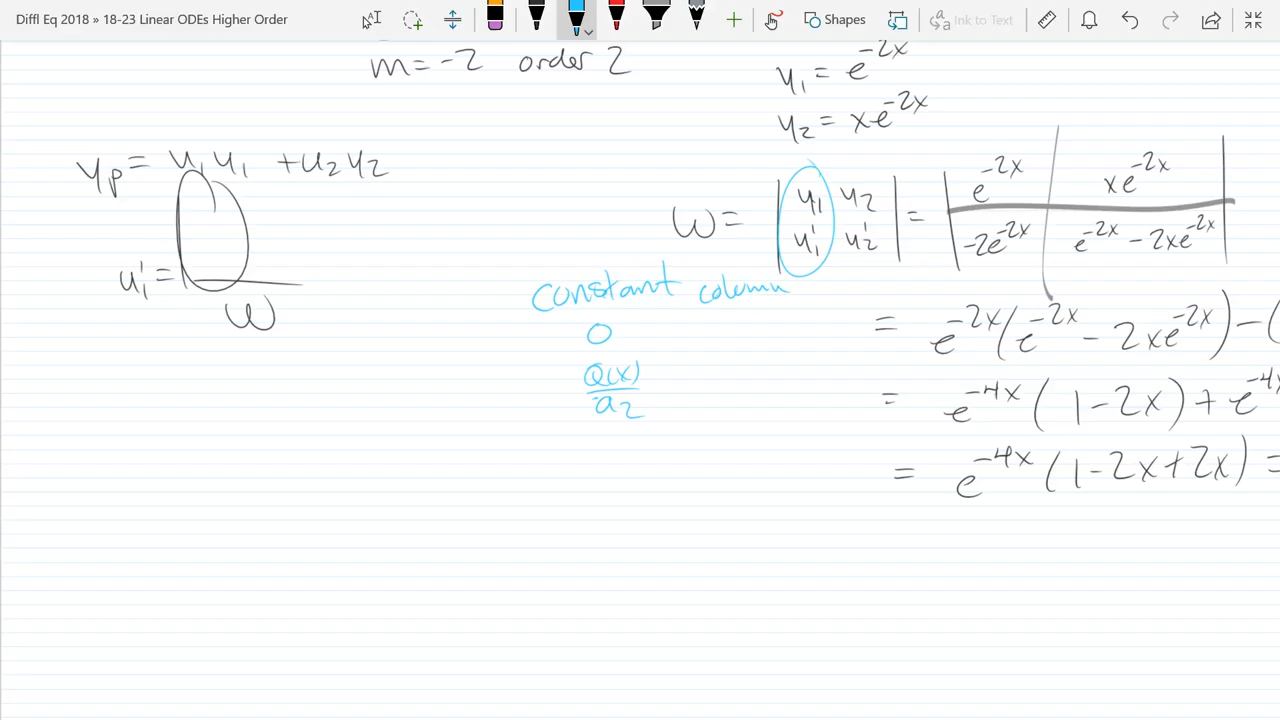 Diffl Eq 2018 » 18-23 Linear ODEs Higher Order
Shapes
Ink to Text
m = -2 order 2
y₁ = e^{-2x}
y₂ = xe^{-2x}
y_p = u₁y₁ + u₂y₂
u₁' =
W
W = | y₁ y₂ | = | e^{-2x} xe^{-2x} |
| y₁' y₂' | | -2e^{-2x} e^{-2x} - 2xe^{-2x} |
constant column
0
Q(x)
a₂
= e^{-2x}(e^{-2x} - 2xe^{-2x}) - (
= e^{-4x}(1-2x) + e^{-4x}
= e^{-4x}(1-2x+2x) =